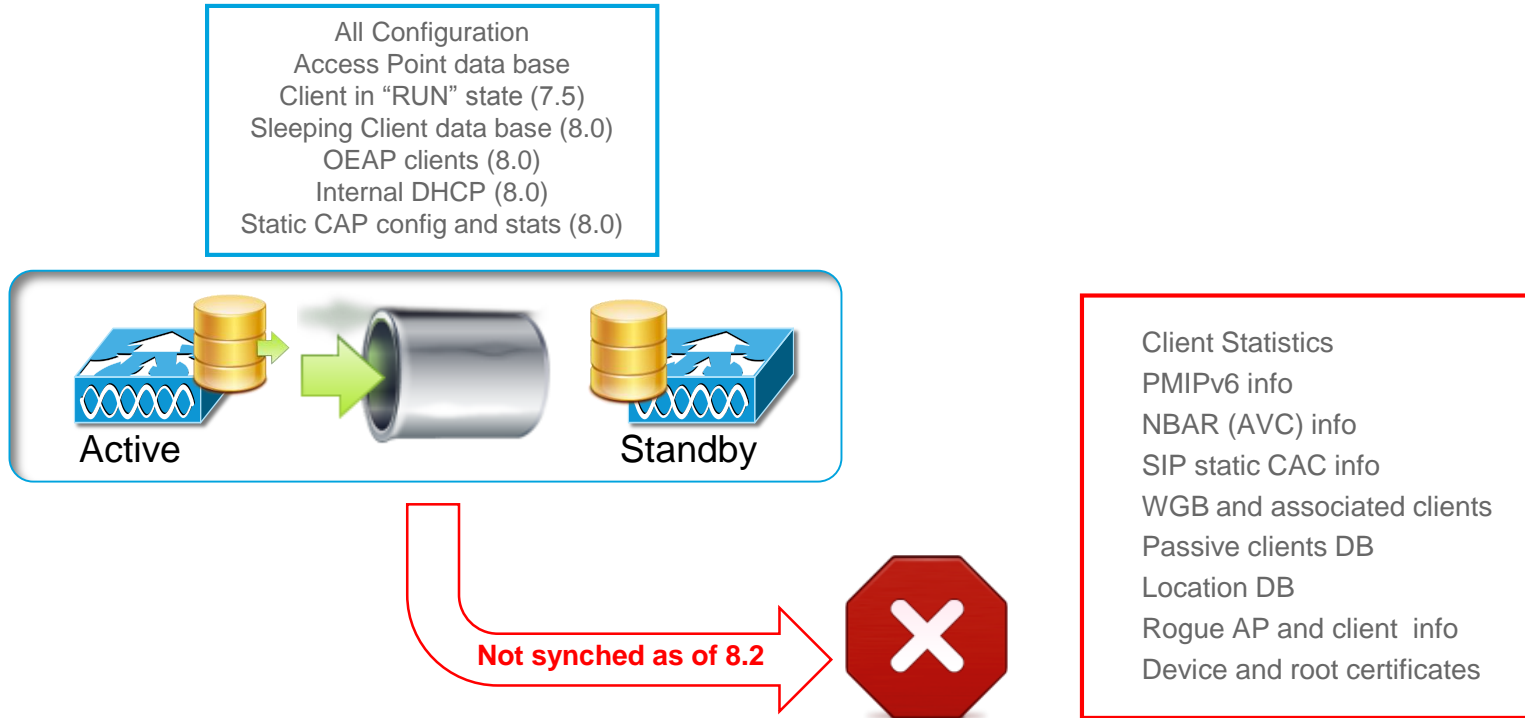 All Configuration
Access Point data base
Client in “RUN” state (7.5)
Sleeping Client data base (8.0)
OEAP clients (8.0)
Internal DHCP (8.0)
Static CAP config and stats (8.0)
Active
Standby
Not synched as of 8.2
Client Statistics
PMIPv6 info
NBAR (AVC) info
SIP static CAC info
WGB and associated clients
Passive clients DB
Location DB
Rogue AP and client info
Device and root certificates